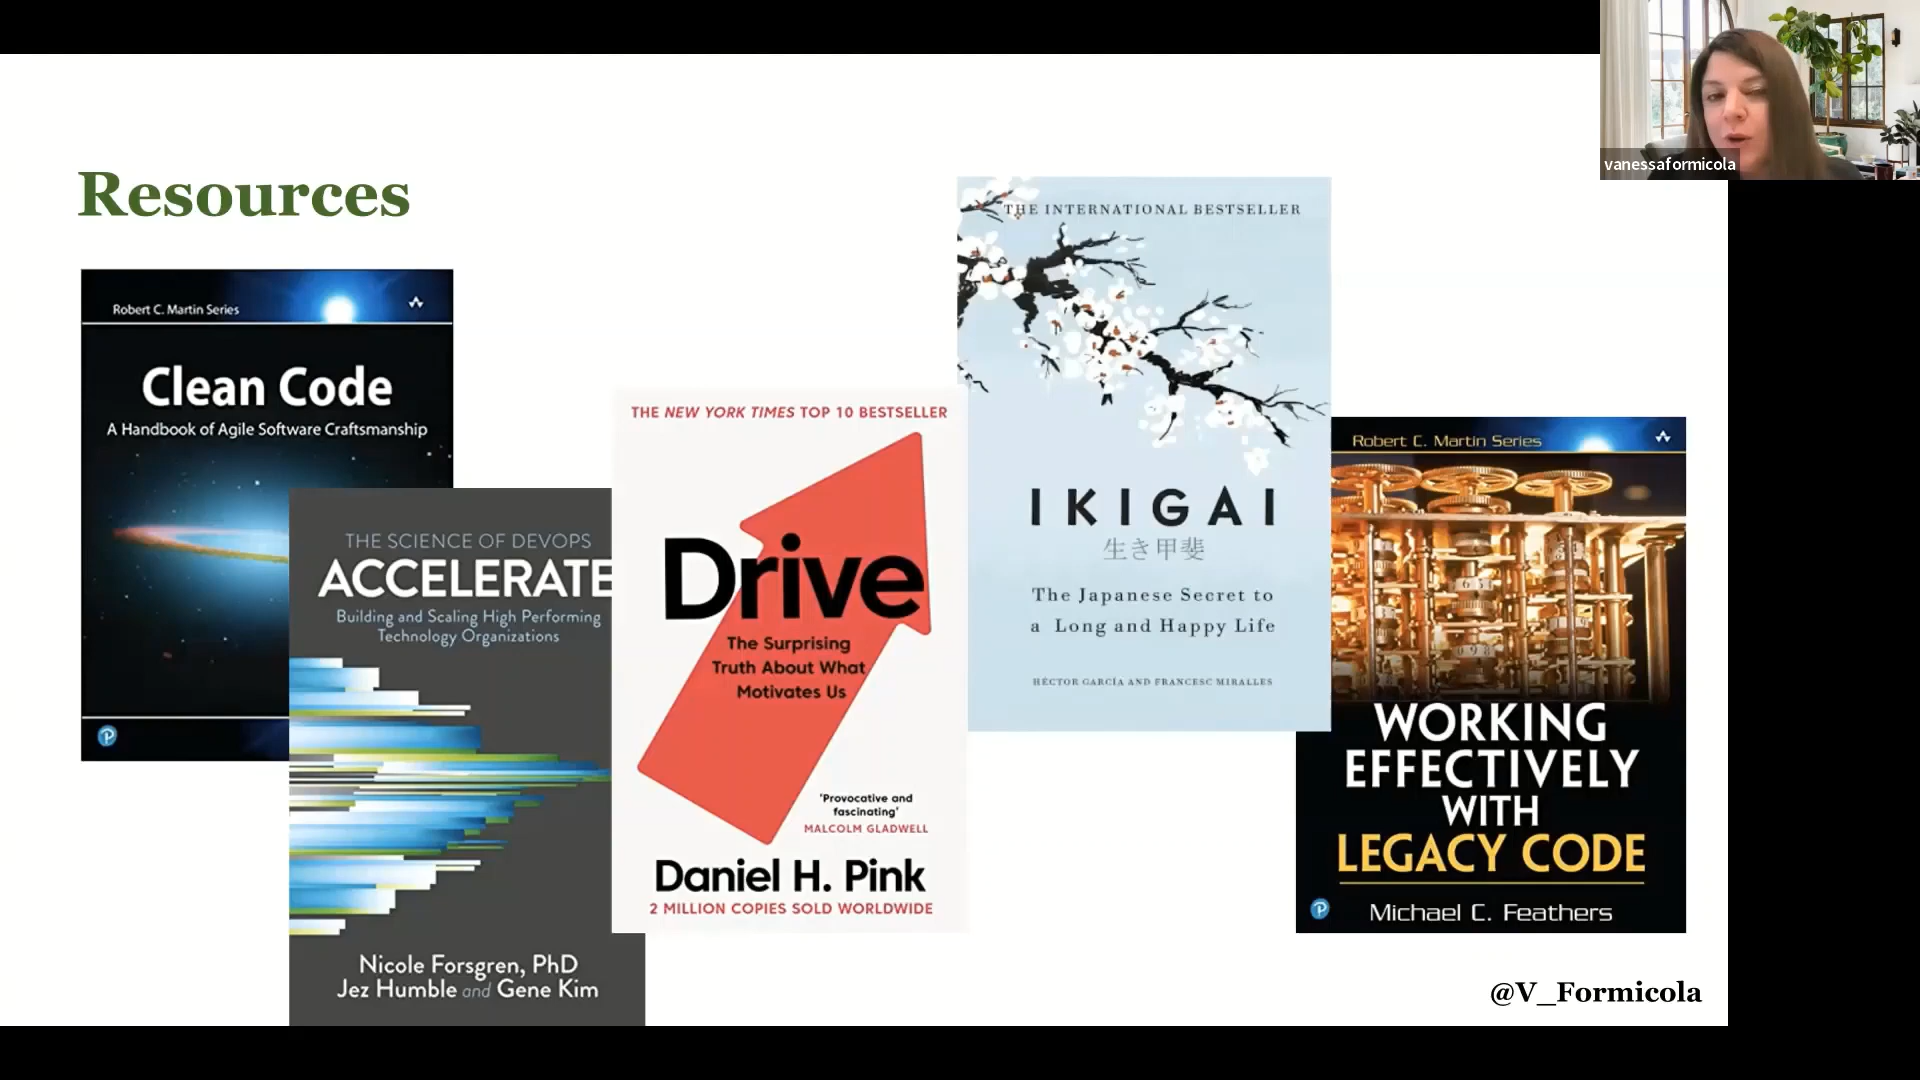 vanessaformicola
Resources
Robert C. Martin Series
Clean Code
A Handbook of Agile Software Craftsmanship
THE SCIENCE OF DEVOPS
ACCELERATE
Building and Scaling High Performing
Technology Organizations
Nicole Forsgren, PhD
Jez Humble and Gene Kim
THE NEW YORK TIMES TOP 10 BESTSELLER
Drive
The Surprising
Truth About What
Motivates Us
'Provocative and
fascinating'
MALCOLM GLADWELL
Daniel H. Pink
2 MILLION COPIES SOLD WORLDWIDE
THE INTERNATIONAL BESTSELLER
IKIGAI
生き甲斐
The Japanese Secret to
a Long and Happy Life
HÉCTOR GARCÍA AND FRANCESC MIRALLES
Robert C. Martin Series
WORKING
EFFECTIVELY
WITH
LEGACY CODE
Michael C. Feathers
@V_Formicola